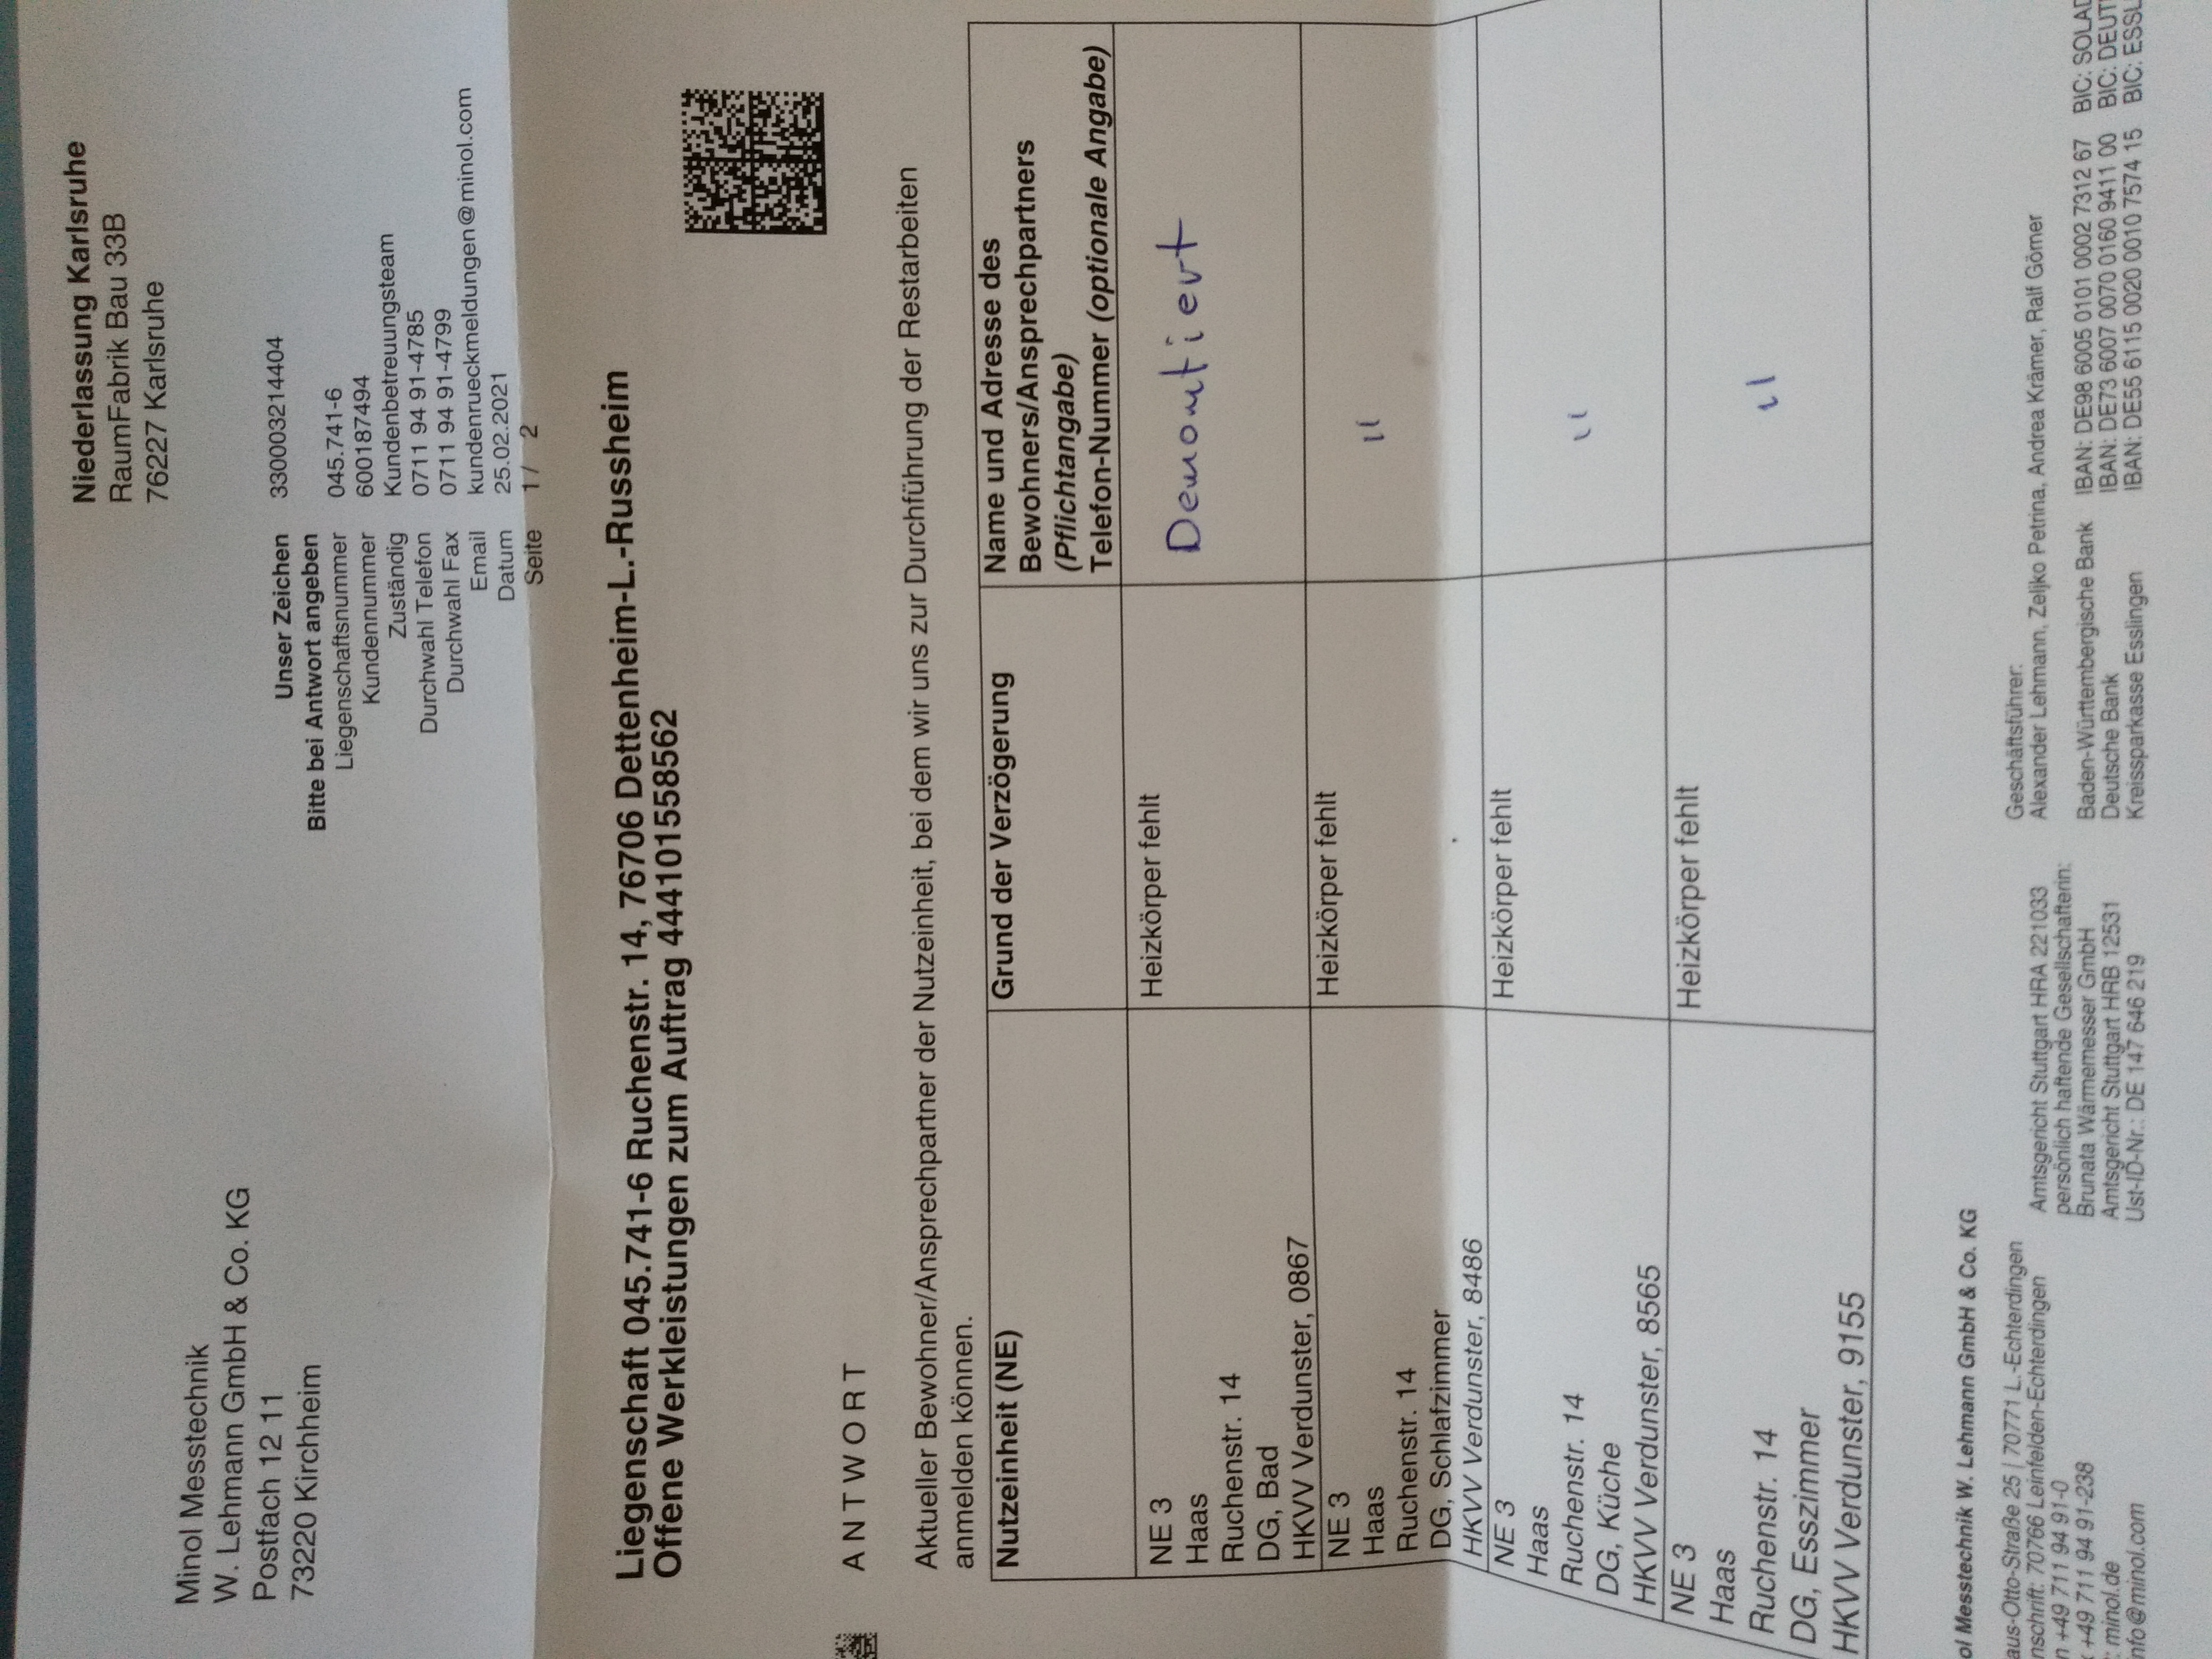 Niederlassung Karlsruhe
RaumFabrik Bau 33B
76227 Karlsruhe
Minol Messtechnik
W. Lehmann GmbH & Co. KG
Postfach 12 11
73220 Kirchheim
Unser Zeichen 330003214404
Bitte bei Antwort angeben
Liegenschaftsnummer 045.741-6
Kundennummer 600187494
Zuständig Kundenbetreuungsteam
Durchwahl Telefon 0711 94 91-4785
Durchwahl Fax 0711 94 91-4799
Email kundenrueckmeldungen@minol.com
Datum 25.02.2021
Seite 1 / 2
Liegenschaft 045.741-6 Ruchenstr. 14, 76706 Dettenheim-L.-Russheim
Offene Werkleistungen zum Auftrag 444101558562
ANTWORT
Aktueller Bewohner/Ansprechpartner der Nutzeinheit, bei dem wir uns zur Durchführung der Restarbeiten
anmelden können.
Nutzeinheit (NE) Grund der Verzögerung Name und Adresse des
Bewohners/Ansprechpartners
(Pflichtangabe)
Telefon-Nummer (optionale Angabe)
NE 3 Heizkörper fehlt Demontiert
Haas
Ruchenstr. 14
DG, Bad
HKVV Verdunster, 0867
NE 3 Heizkörper fehlt "
Haas
Ruchenstr. 14
DG, Schlafzimmer
HKVV Verdunster, 8486
NE 3 Heizkörper fehlt "
Haas
Ruchenstr. 14
DG, Küche
HKVV Verdunster, 8565
NE 3 Heizkörper fehlt "
Haas
Ruchenstr. 14
DG, Esszimmer
HKVV Verdunster, 9155
ol Messtechnik W. Lehmann GmbH & Co. KG
aus-Otto-Straße 25 | 70771 L.-Echterdingen
nschrift: 70766 Leinfelden-Echterdingen
n +49 711 94 91-0
x +49 711 94 91-238
t: minol.de
nfo@minol.com
Amtsgericht Stuttgart HRA 221033
persönlich haftende Gesellschafterin:
Brunata Wärmemesser GmbH
Amtsgericht Stuttgart HRB 12531
Ust-ID-Nr.: DE 147 646 219
Geschäftsführer:
Alexander Lehmann, Zeljko Petrina, Andrea Krämer, Ralf Görner
Baden-Württembergische Bank IBAN: DE98 6005 0101 0002 7312 67 BIC: SOLAD
Deutsche Bank IBAN: DE73 6007 0070 0160 9411 00 BIC: DEUT
Kreissparkasse Esslingen IBAN: DE55 6115 0020 0010 7574 15 BIC: ESSL